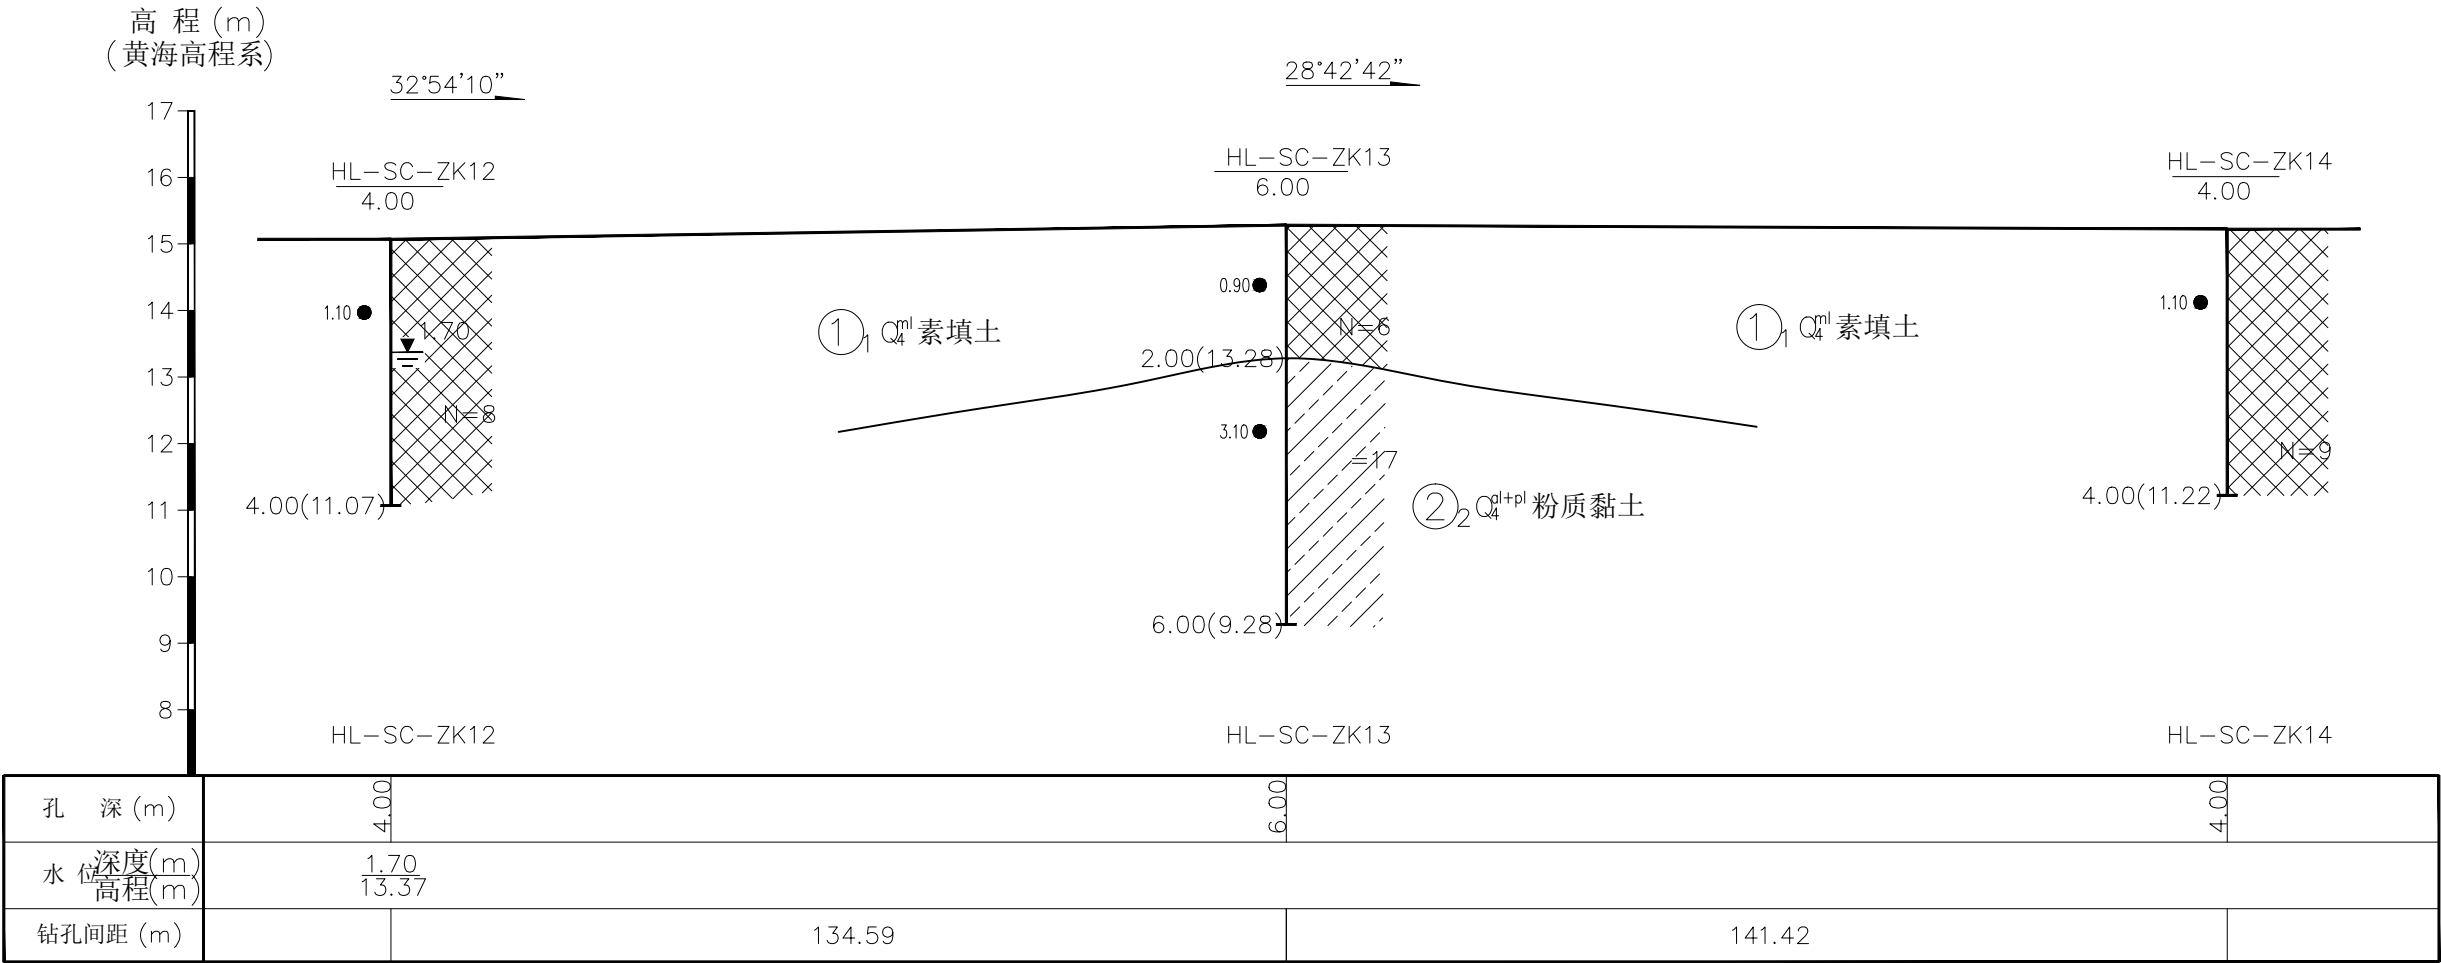 高 程 (m)
(黄海高程系)
32°54'10"
28°42'42"
17
HL-SC-ZK12
4.00
HL-SC-ZK13
6.00
HL-SC-ZK14
4.00
16
15
14
13
12
11
10
9
8
1.10
1.70
N=8
4.00(11.07)
①1 Q4ml 素填土
0.90
N=6
2.00(13.28)
3.10
=17
②2 Q4al+pl 粉质黏土
6.00(9.28)
①1 Q4ml 素填土
1.10
N=9
4.00(11.22)
HL-SC-ZK12
HL-SC-ZK13
HL-SC-ZK14
孔 深 (m)
4.00
6.00
4.00
水 位
深度(m)
高程(m)
1.70
13.37
钻孔间距 (m)
134.59
141.42